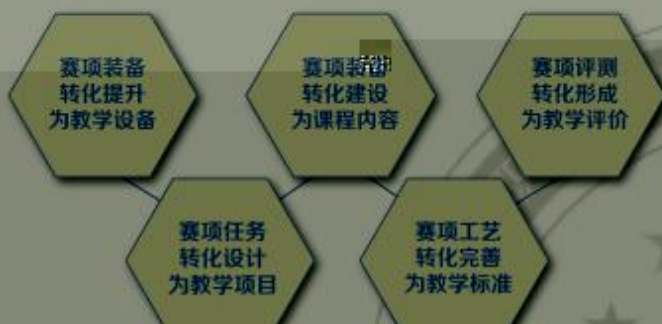 赛项装备
转化提升
为教学设备
赛项
转化建设
为课程内容
赛项评测
转化形成
为教学评价
赛项任务
转化设计
为教学项目
赛项工艺
转化完善
为教学标准